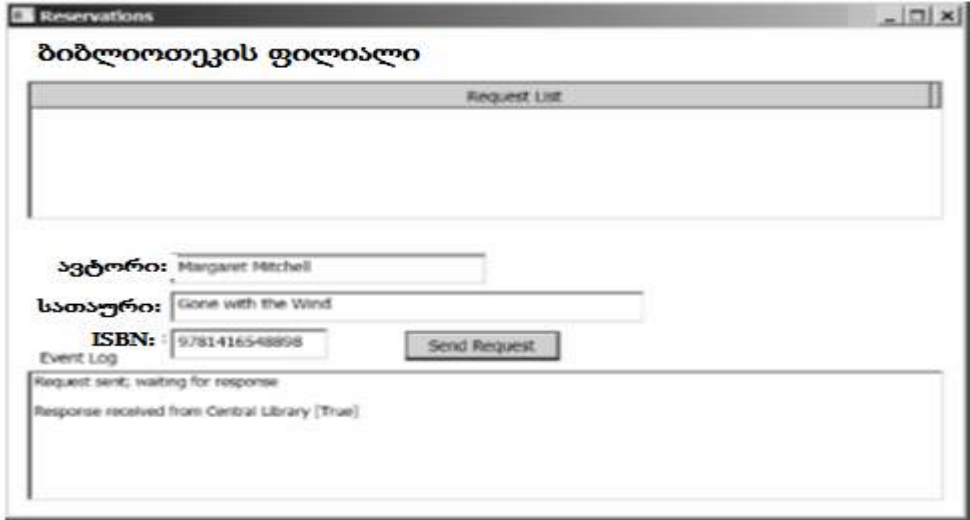 Reservations
ბიბლიოთეკის ფილიალი
Request List
ავტორი: Margaret Mitchell
სათაური: Gone with the Wind
ISBN: 9781416548898 Send Request
Event Log
Request sent; waiting for response
Response received from Central Library [True]